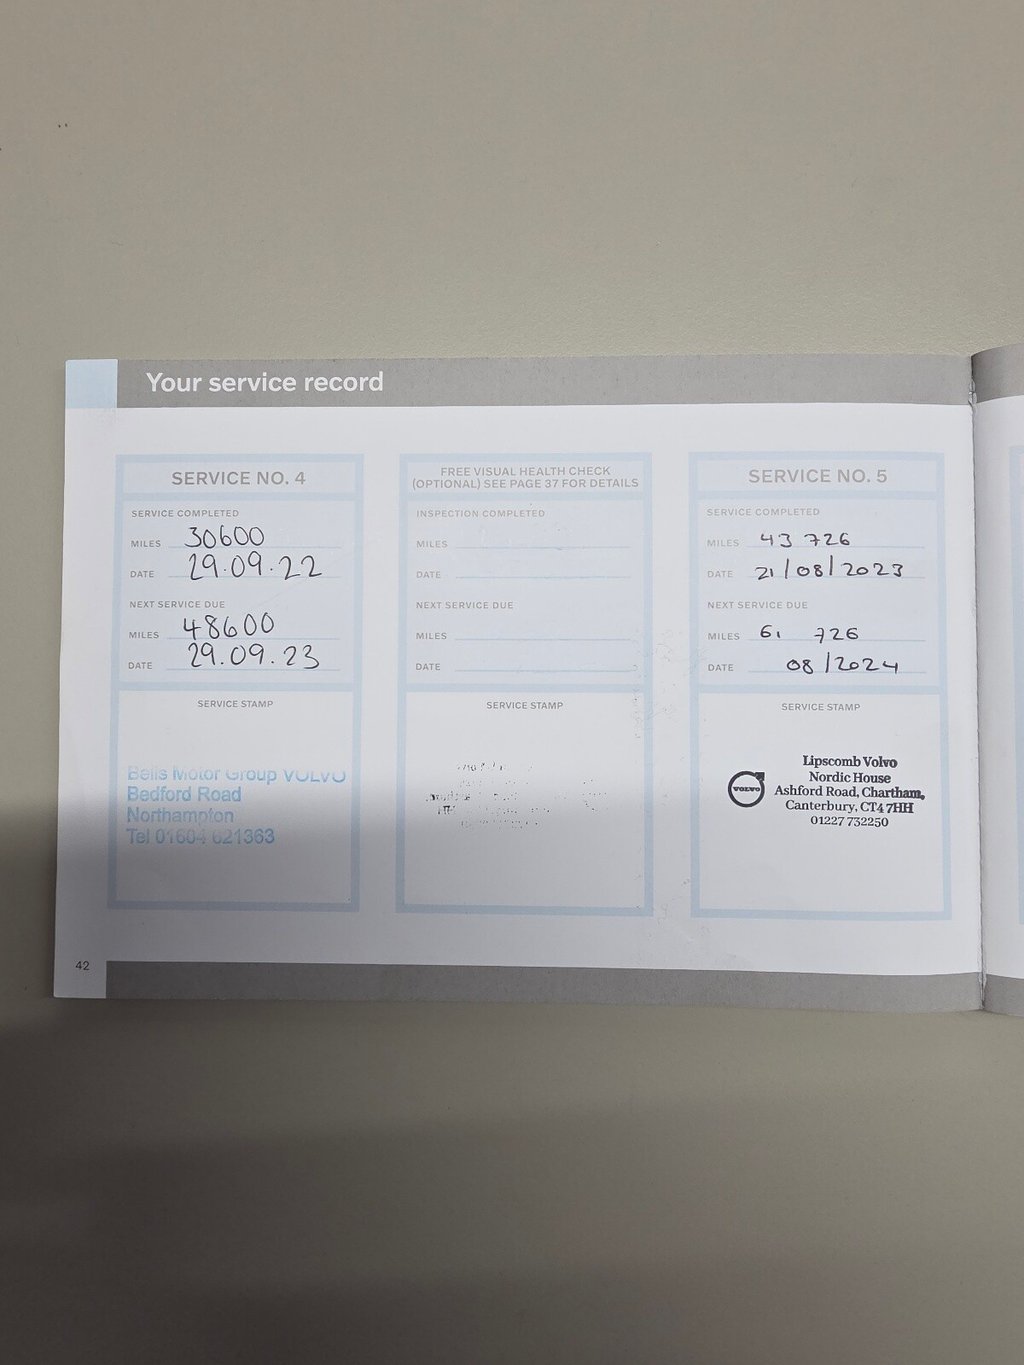 Your service record
SERVICE NO. 4
SERVICE COMPLETED
MILES 30600
DATE 29.09.22
NEXT SERVICE DUE
MILES 48600
DATE 29.09.23
SERVICE STAMP
Bells Motor Group VOLVO
Bedford Road
Northampton
Tel 01604 621363
FREE VISUAL HEALTH CHECK
(OPTIONAL) SEE PAGE 37 FOR DETAILS
INSPECTION COMPLETED
MILES
DATE
NEXT SERVICE DUE
MILES
DATE
SERVICE STAMP
SERVICE NO. 5
SERVICE COMPLETED
MILES 43 726
DATE 21/08/2023
NEXT SERVICE DUE
MILES 61 726
DATE 08/2024
SERVICE STAMP
VOLVO
Lipscomb Volvo
Nordic House
Ashford Road, Chartham,
Canterbury, CT4 7HH
01227 732250
42